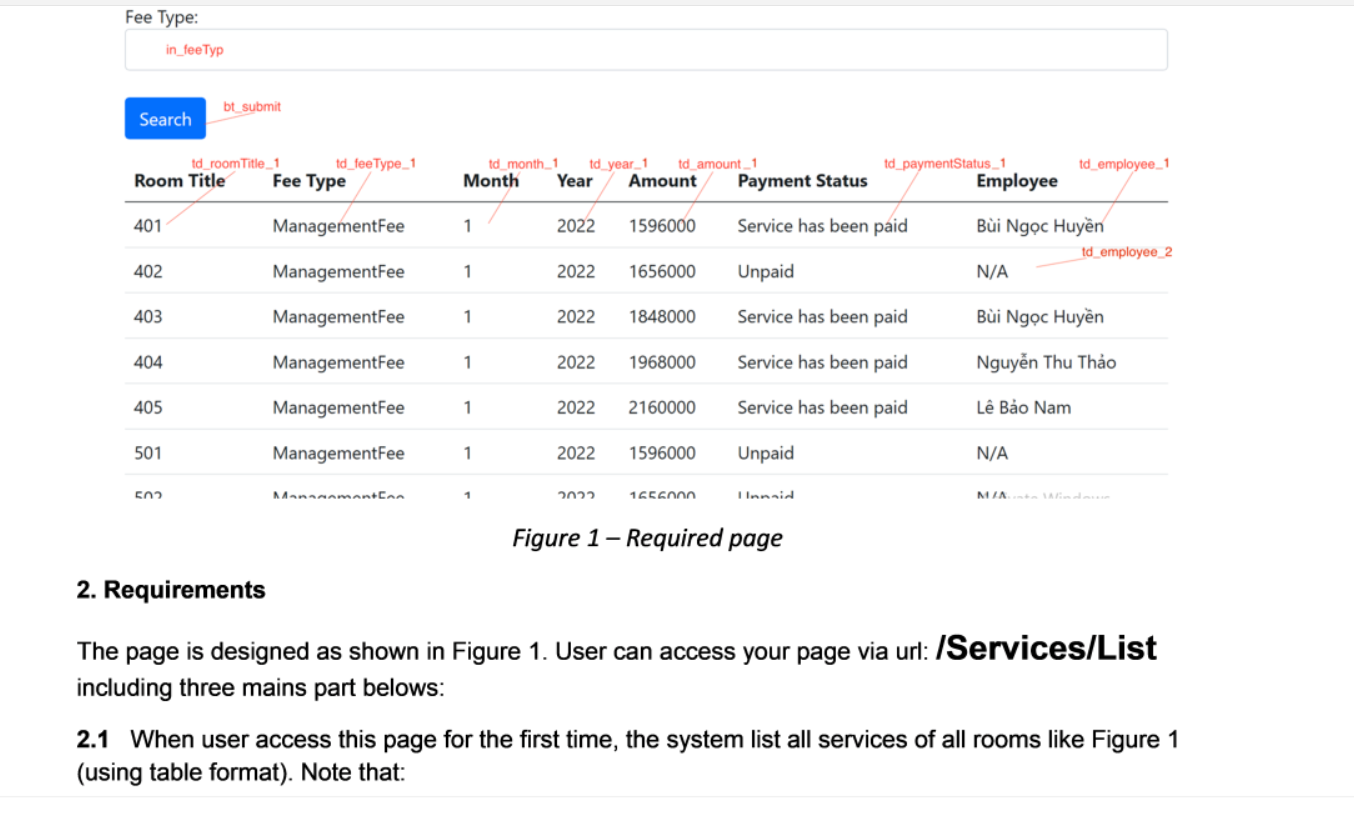 Fee Type:
in_feeTyp
Search bt_submit
td_roomTitle_1 td_feeType_1 td_month_1 td_year_1 td_amount_1 td_paymentStatus_1 td_employee_1
Room Title Fee Type Month Year Amount Payment Status Employee
401 ManagementFee 1 2022 1596000 Service has been paid Bùi Ngọc Huyền
td_employee_2
402 ManagementFee 1 2022 1656000 Unpaid N/A
403 ManagementFee 1 2022 1848000 Service has been paid Bùi Ngọc Huyền
404 ManagementFee 1 2022 1968000 Service has been paid Nguyễn Thu Thảo
405 ManagementFee 1 2022 2160000 Service has been paid Lê Bảo Nam
501 ManagementFee 1 2022 1596000 Unpaid N/A
502 ManagementFee 1 2022 1656000 Unpaid N/A
Figure 1 – Required page
2. Requirements
The page is designed as shown in Figure 1. User can access your page via url: /Services/List
including three mains part belows:
2.1 When user access this page for the first time, the system list all services of all rooms like Figure 1
(using table format). Note that: